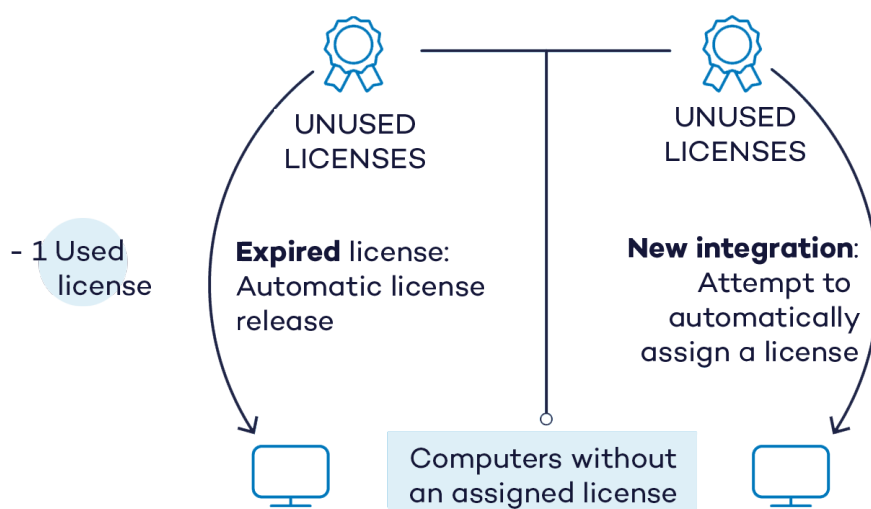 UNUSED
LICENSES
UNUSED
LICENSES
- 1 Used
license
Expired license:
Automatic license
release
New integration:
Attempt to
automatically
assign a license
Computers without
an assigned license